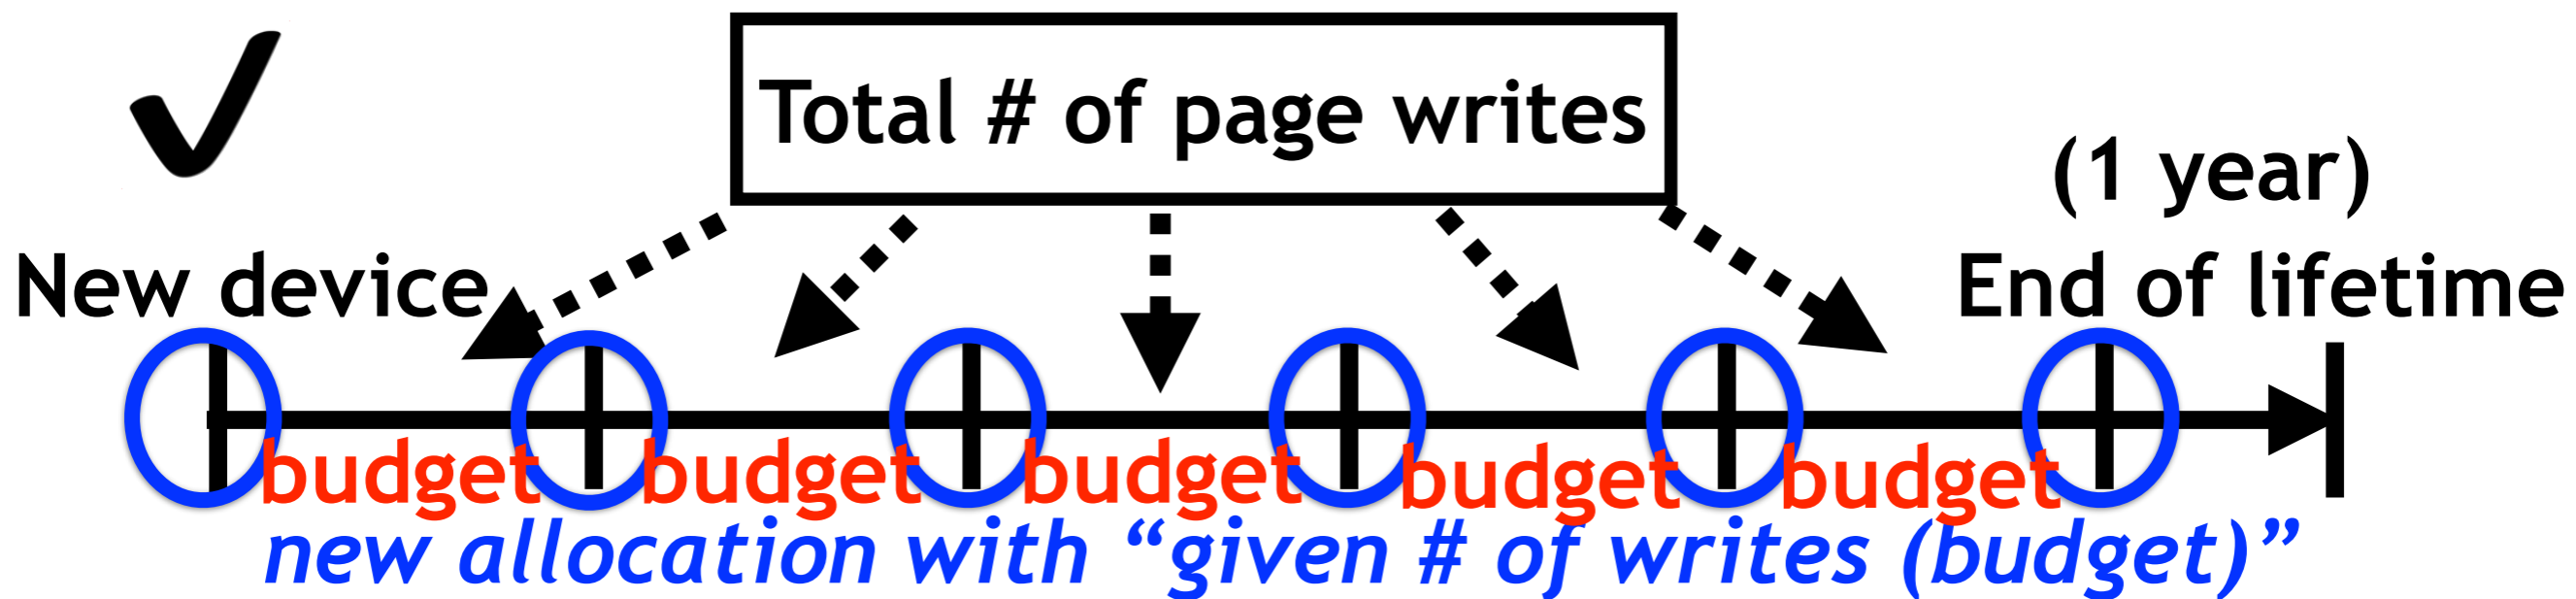 Total # of page writes
(1 year)
New device
End of lifetime
budget budget budget budget budget
new allocation with “given # of writes (budget)”